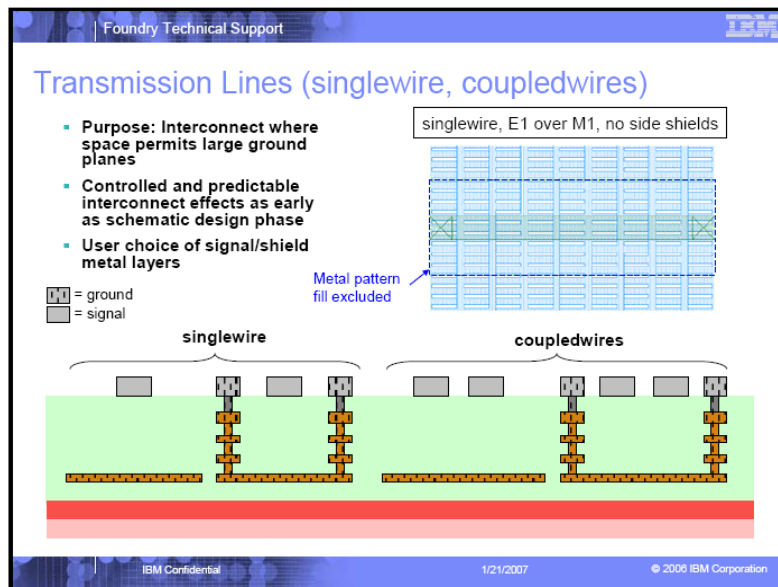 Foundry Technical Support
IBM
Transmission Lines (singlewire, coupledwires)
▪ Purpose: Interconnect where
space permits large ground
planes
▪ Controlled and predictable
interconnect effects as early
as schematic design phase
▪ User choice of signal/shield
metal layers
singlewire, E1 over M1, no side shields
Metal pattern
fill excluded
= ground
= signal
singlewire
coupledwires
IBM Confidential
1/21/2007
© 2006 IBM Corporation